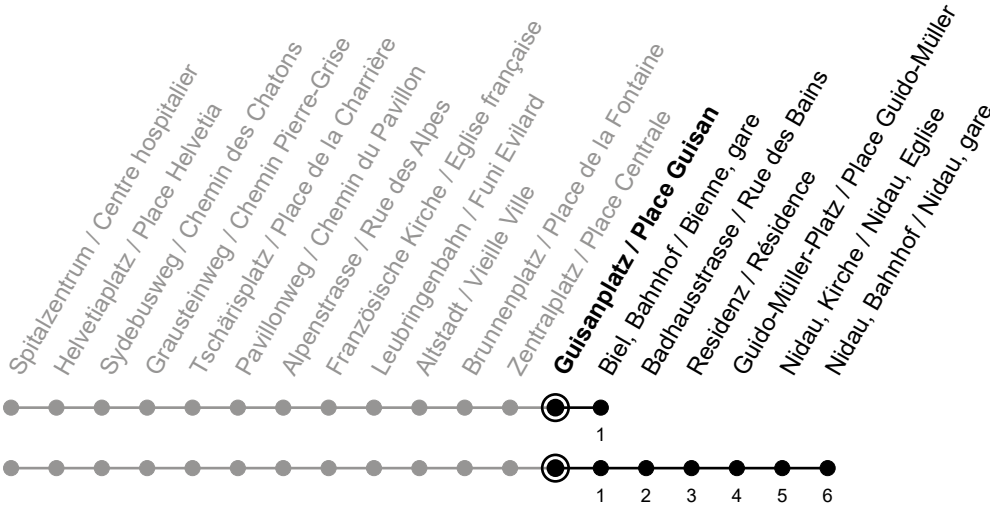 Spitalzentrum / Centre hospitalier
Helvetiaplatz / Place Helvetia
Sydebusweg / Chemin des Chatons
Grausteinweg / Chemin Pierre-Grise
Tschärisplatz / Place de la Charrière
Pavillonweg / Chemin du Pavillon
Alpenstrasse / Rue des Alpes
Französische Kirche / Eglise française
Leubringenbahn / Funi Evilard
Altstadt / Vieille Ville
Brunnenplatz / Place de la Fontaine
Zentralplatz / Place Centrale
Guisanplatz / Place Guisan
Biel, Bahnhof / Bienne, gare
Badhausstrasse / Rue des Bains
Residenz / Résidence
Guido-Müller-Platz / Place Guido-Müller
Nidau, Kirche / Nidau, Eglise
Nidau, Bahnhof / Nidau, gare
1
1 2 3 4 5 6